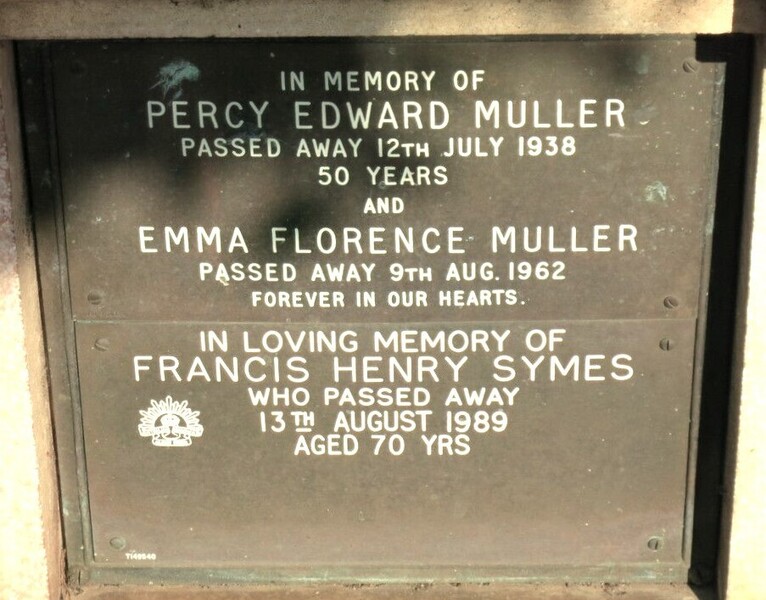 IN MEMORY OF
PERCY EDWARD MULLER
PASSED AWAY 12TH JULY 1938
50 YEARS
AND
EMMA FLORENCE MULLER
PASSED AWAY 9TH AUG. 1962
FOREVER IN OUR HEARTS.
IN LOVING MEMORY OF
FRANCIS HENRY SYMES
WHO PASSED AWAY
13TH AUGUST 1989
AGED 70 YRS